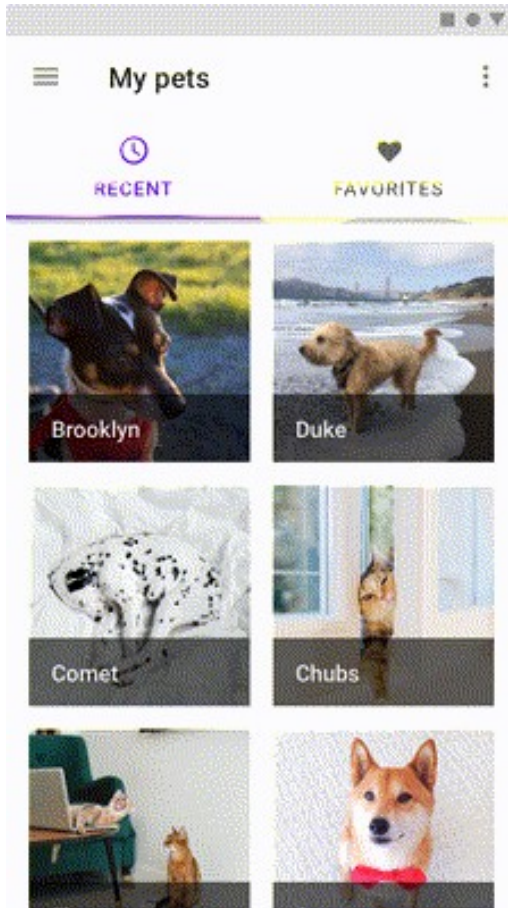 My pets
RECENT
FAVORITES
Brooklyn
Duke
Comet
Chubs